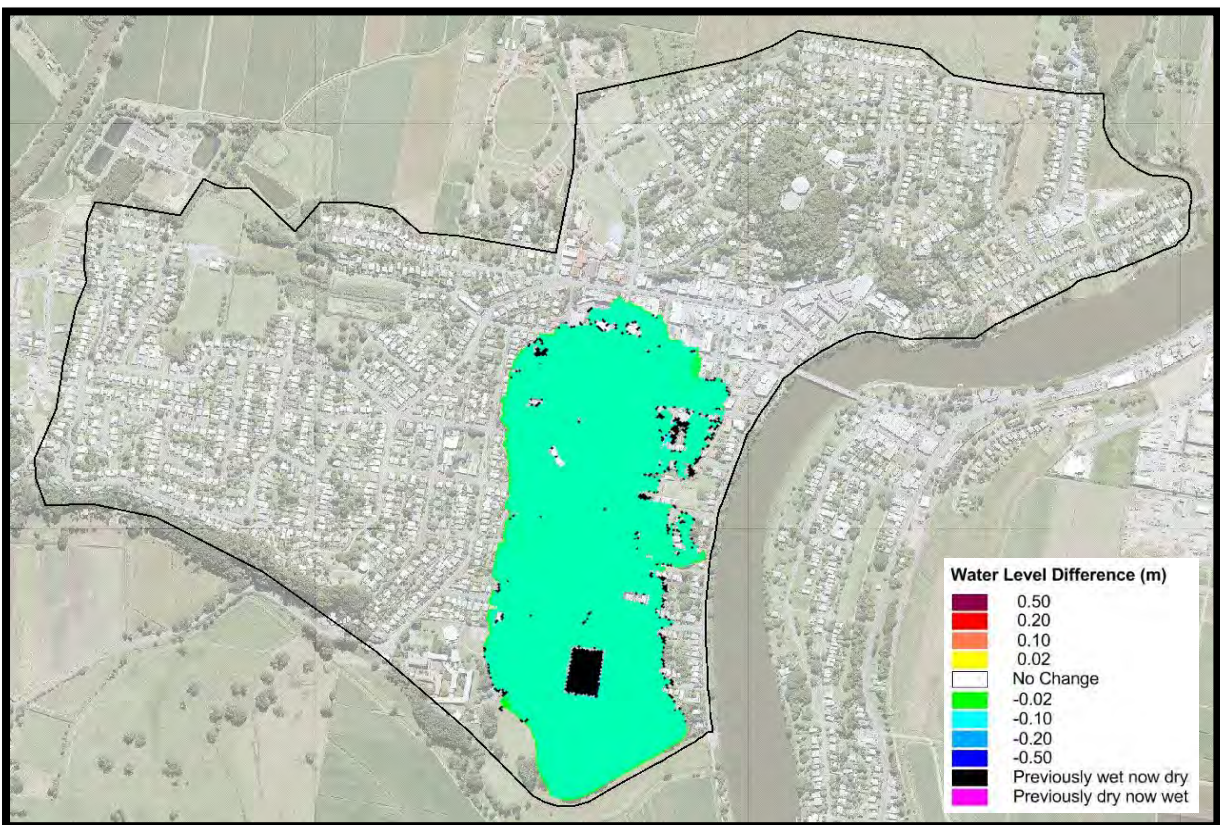 Water Level Difference (m)
0.50
0.20
0.10
0.02
No Change
-0.02
-0.10
-0.20
-0.50
Previously wet now dry
Previously dry now wet